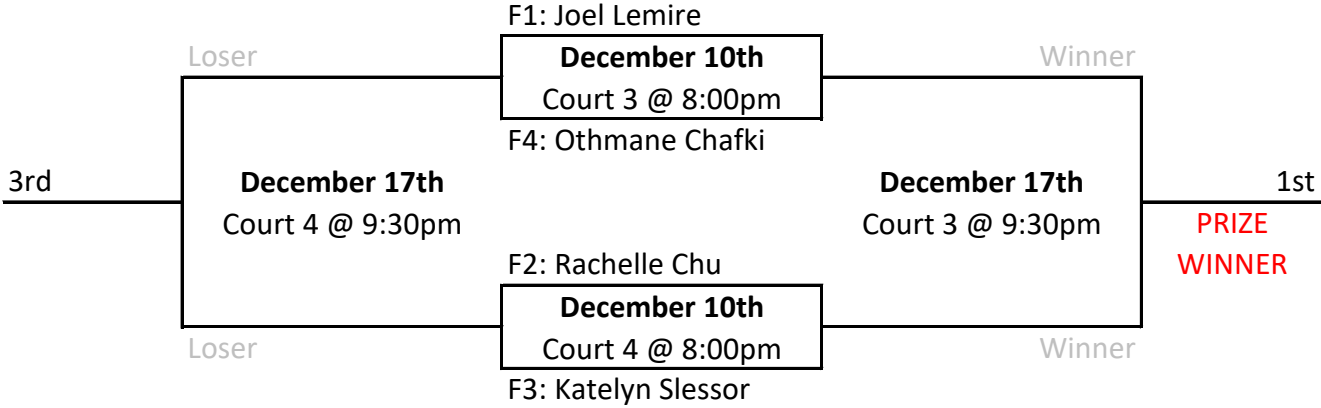 F1: Joel Lemire
Loser
December 10th
Winner
Court 3 @ 8:00pm
F4: Othmane Chafki
3rd
December 17th
December 17th
1st
Court 4 @ 9:30pm
Court 3 @ 9:30pm
PRIZE
WINNER
F2: Rachelle Chu
December 10th
Loser
Court 4 @ 8:00pm
Winner
F3: Katelyn Slessor